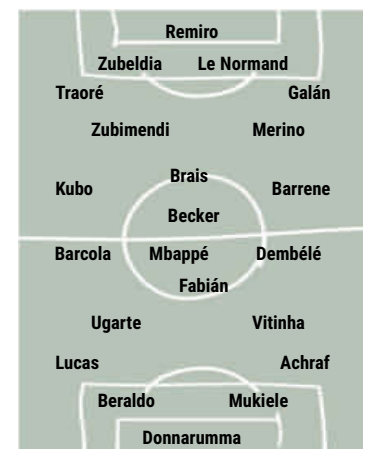 Remiro
Zubeldia Le Normand
Traoré Galán
Zubimendi Merino
Brais
Kubo Barrene
Becker
Barcola Mbappé Dembélé
Fabián
Ugarte Vitinha
Lucas Achraf
Beraldo Mukiele
Donnarumma